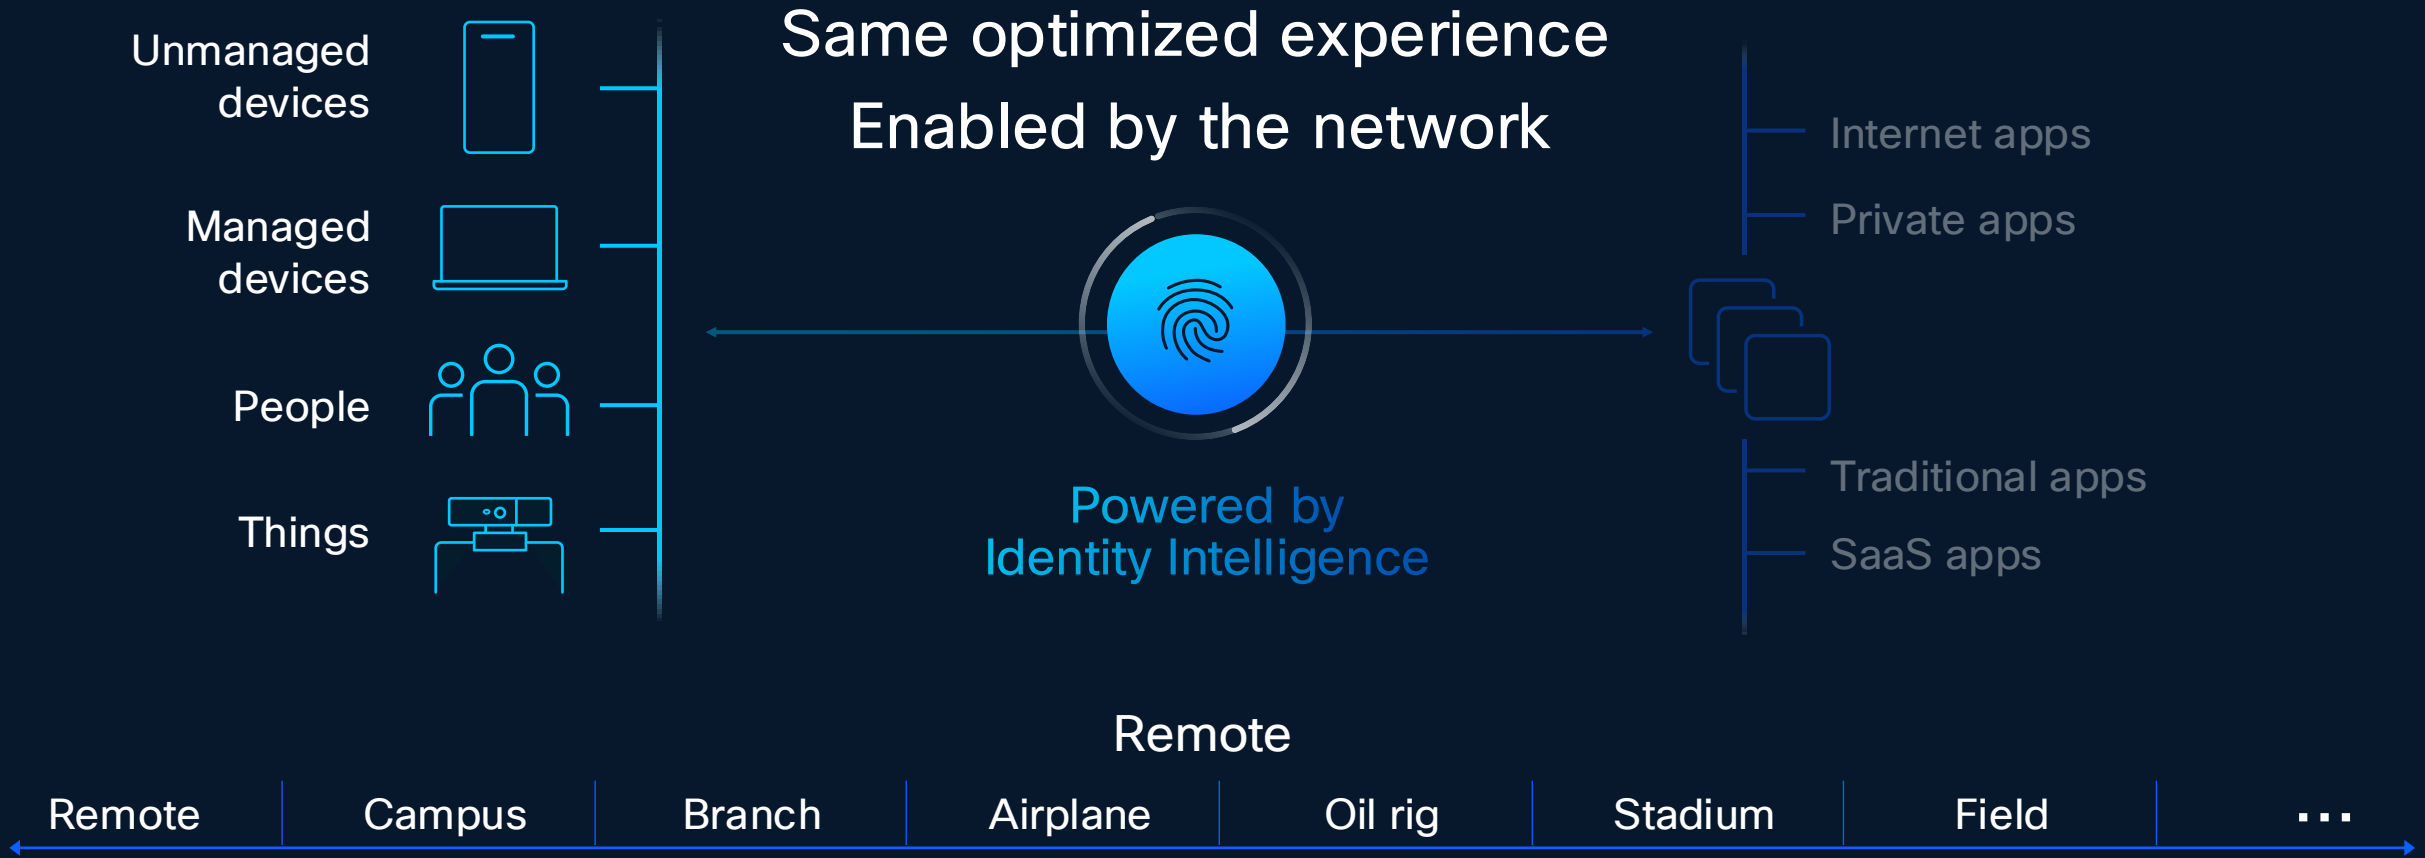 Same optimized experience
Enabled by the network
Unmanaged
devices
Managed
devices
People
Things
Powered by
Identity Intelligence
Internet apps
Private apps
Traditional apps
SaaS apps
Remote
Remote
Campus
Branch
Airplane
Oil rig
Stadium
Field
...